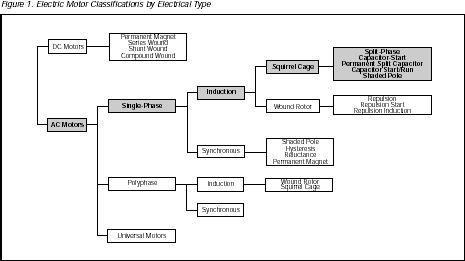 Figure 1. Electric Motor Classifications by Electrical Type
DC Motors
Permanent Magnet
Series Wound
Shunt Wound
Compound Wound
AC Motors
Single-Phase
Induction
Squirrel Cage
Split-Phase
Capacitor-Start
Permanent Split Capacitor
Capacitor Start/Run
Shaded Pole
Wound Rotor
Repulsion
Repulsion Start
Repulsion Induction
Synchronous
Shaded Pole
Hysteresis
Reluctance
Permanent Magnet
Polyphase
Induction
Wound Rotor
Squirrel Cage
Synchronous
Universal Motors